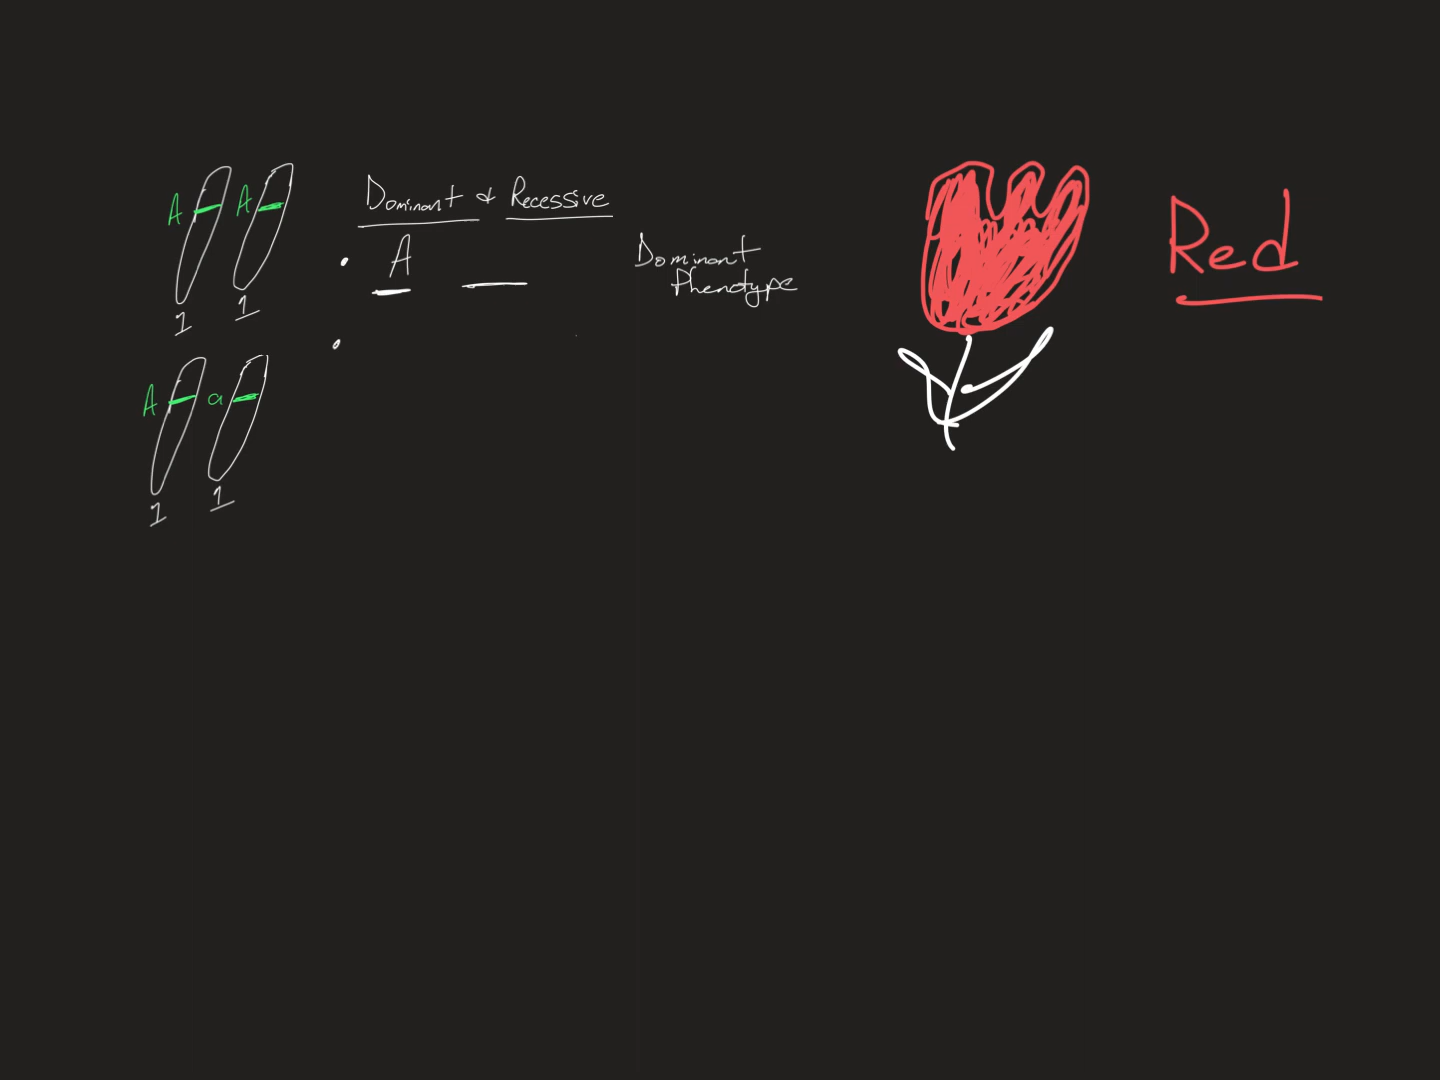 A A
Dominant & Recessive
Red
A
Dominant
Phenotype
1 1
A a
1 1